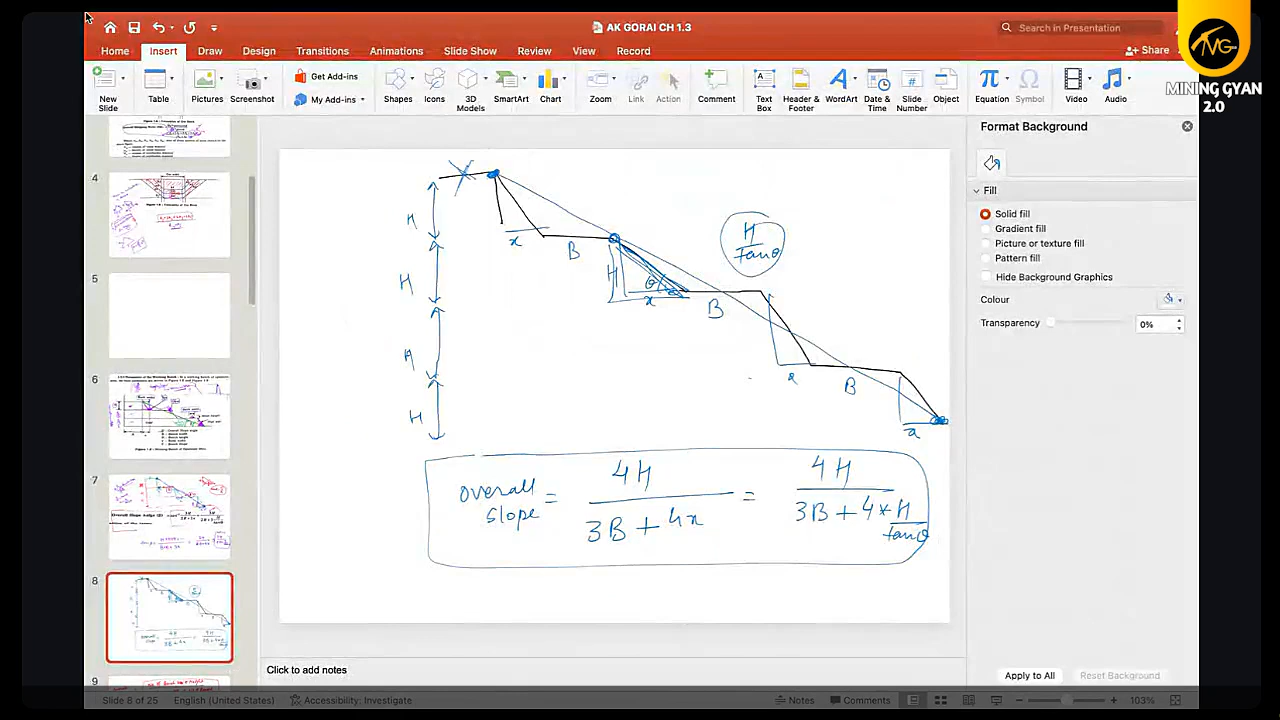 AK GORAI CH 1.3
Search in Presentation
Home Insert Draw Design Transitions Animations Slide Show Review View Record
Share
New Slide
Table
Pictures
Screenshot
Get Add-ins
My Add-ins
Shapes
Icons
3D Models
SmartArt
Chart
Zoom
Link
Action
Comment
Text Box
Header & Footer
WordArt
Date & Time
Slide Number
Object
Equation
Symbol
Video
Audio
MINING GYAN
2.0
Format Background
Fill
Solid fill
Gradient fill
Picture or texture fill
Pattern fill
Hide Background Graphics
Colour
Transparency 0%
4
5
6
7
8
9
H
x
B
H
tanθ
H
H
θ
x
B
H
x
B
H
x
overall slope = 4H / 3B + 4x = 4H / 3B + 4 * H / tanθ
Click to add notes
Apply to All
Reset Background
Slide 8 of 25
English (United States)
Accessibility: Investigate
Notes
Comments
103%